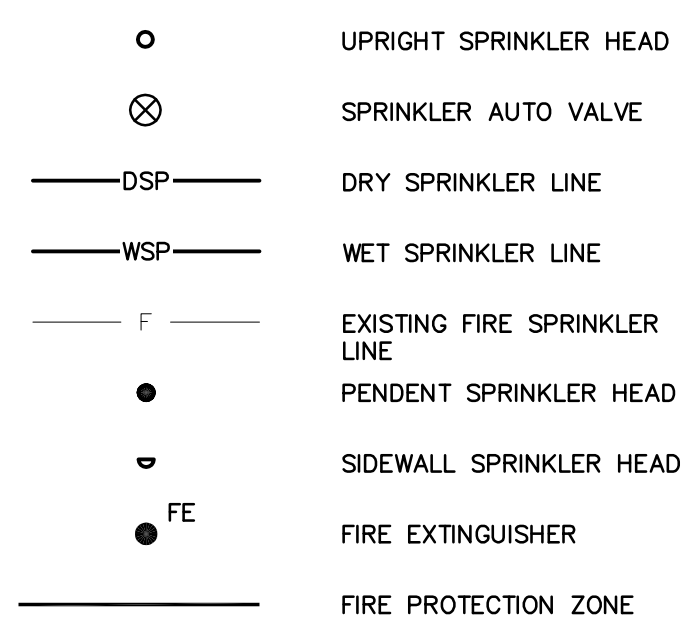 UPRIGHT SPRINKLER HEAD
SPRINKLER AUTO VALVE
DSP DRY SPRINKLER LINE
WSP WET SPRINKLER LINE
F EXISTING FIRE SPRINKLER
LINE
PENDENT SPRINKLER HEAD
SIDEWALL SPRINKLER HEAD
FE
FIRE EXTINGUISHER
FIRE PROTECTION ZONE